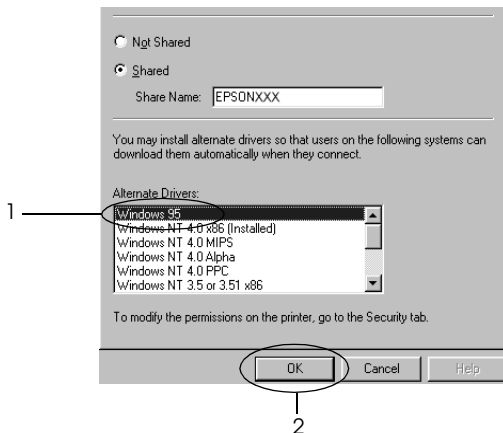 Not Shared
Shared
Share Name: EPSONXXX
You may install alternate drivers so that users on the following systems can
download them automatically when they connect.
Alternate Drivers:
1
Windows 95
Windows NT 4.0 x86 (Installed)
Windows NT 4.0 MIPS
Windows NT 4.0 Alpha
Windows NT 4.0 PPC
Windows NT 3.5 or 3.51 x86
To modify the permissions on the printer, go to the Security tab.
OK Cancel Help
2